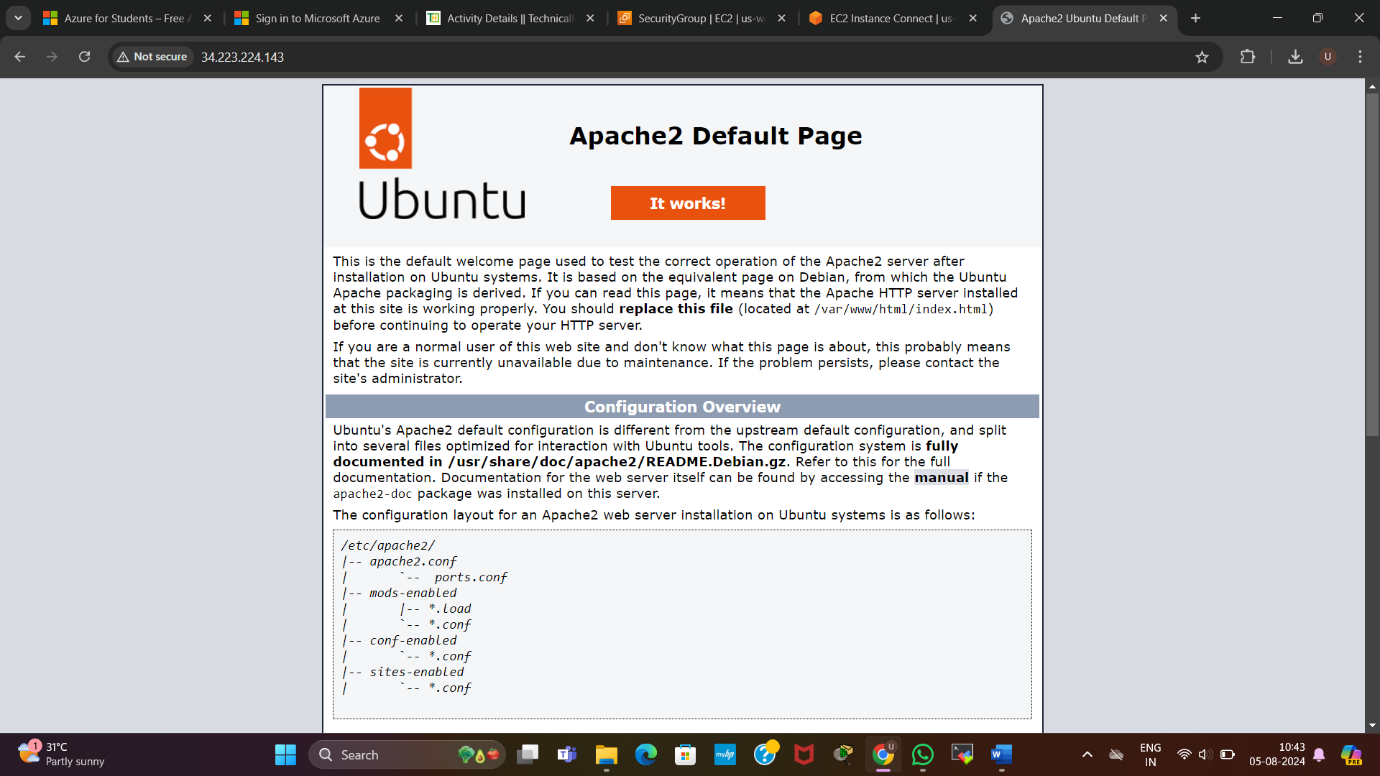 Azure for Students – Free A
Sign in to Microsoft Azure
Activity Details || Technicall
SecurityGroup | EC2 | us-we
EC2 Instance Connect | us-
Apache2 Ubuntu Default P
Not secure
34.223.224.143
U
Apache2 Default Page
Ubuntu
It works!
This is the default welcome page used to test the correct operation of the Apache2 server after
installation on Ubuntu systems. It is based on the equivalent page on Debian, from which the Ubuntu
Apache packaging is derived. If you can read this page, it means that the Apache HTTP server installed
at this site is working properly. You should replace this file (located at /var/www/html/index.html)
before continuing to operate your HTTP server.
If you are a normal user of this web site and don't know what this page is about, this probably means
that the site is currently unavailable due to maintenance. If the problem persists, please contact the
site's administrator.
Configuration Overview
Ubuntu's Apache2 default configuration is different from the upstream default configuration, and split
into several files optimized for interaction with Ubuntu tools. The configuration system is fully
documented in /usr/share/doc/apache2/README.Debian.gz. Refer to this for the full
documentation. Documentation for the web server itself can be found by accessing the manual if the
apache2-doc package was installed on this server.
The configuration layout for an Apache2 web server installation on Ubuntu systems is as follows:
/etc/apache2/
|-- apache2.conf
|       `--  ports.conf
|-- mods-enabled
|       |-- *.load
|       `-- *.conf
|-- conf-enabled
|       `-- *.conf
|-- sites-enabled
|       `-- *.conf
1
31°C
Partly sunny
Search
myhp
U
ENG
IN
10:43
05-08-2024
PRE